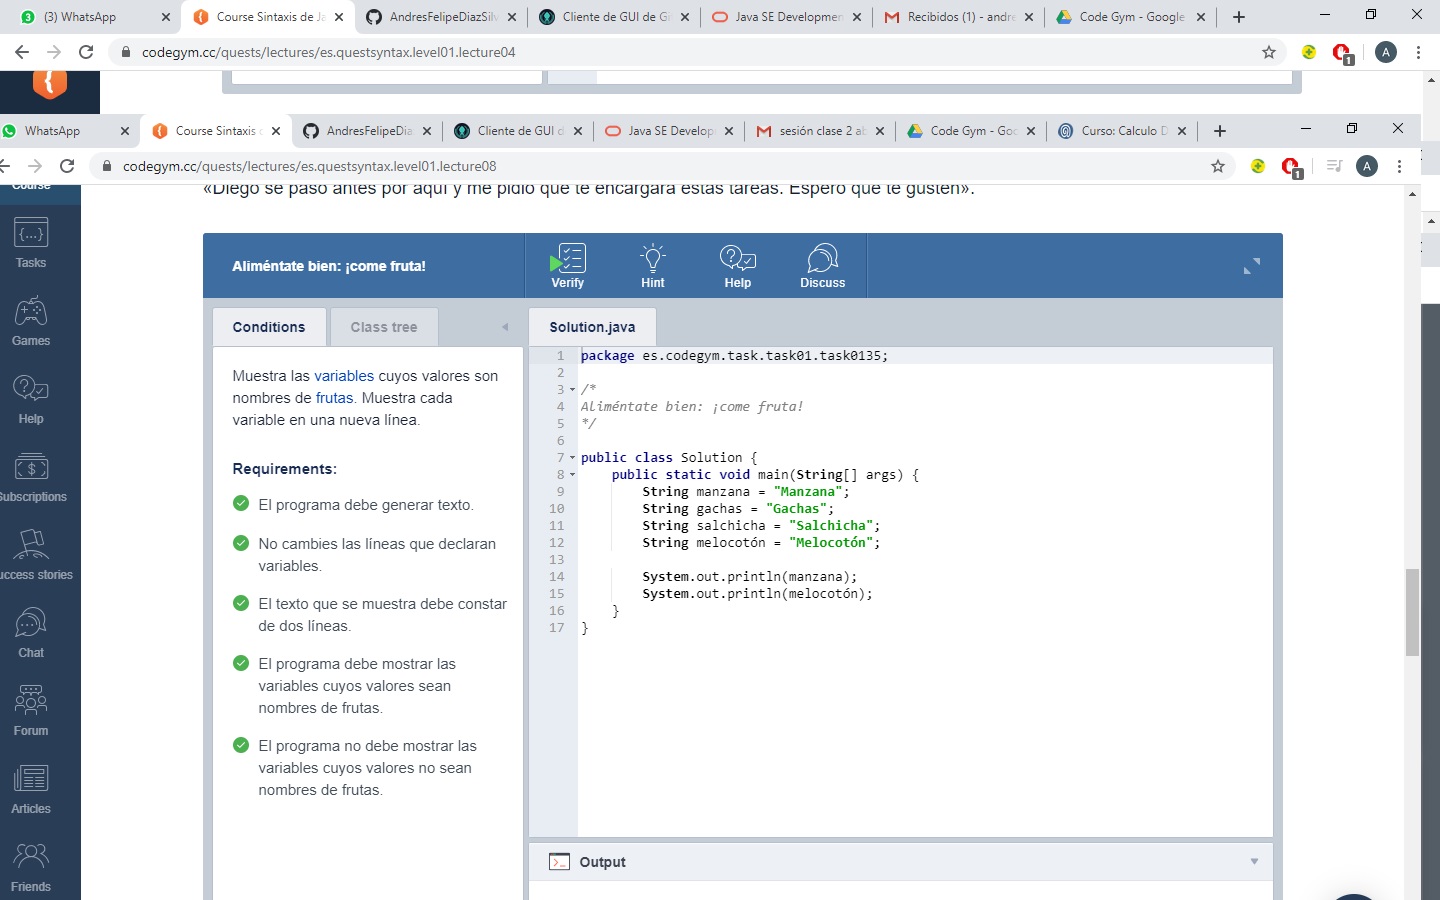 (3) WhatsApp
Course Sintaxis de Ja
AndresFelipeDiazSilv
Cliente de GUI de Gi
Java SE Developmen
Recibidos (1) - andre
Code Gym - Google
codegym.cc/quests/lectures/es.questsyntax.level01.lecture04
A
1
WhatsApp
Course Sintaxis
AndresFelipeDia
Cliente de GUI d
Java SE Develop
sesión clase 2 ab
Code Gym - Goo
Curso: Calculo D
codegym.cc/quests/lectures/es.questsyntax.level01.lecture08
A
1
Course
«Diego se pasó antes por aquí y me pidió que te encargara estas tareas. Espero que te gusten».
Tasks
Games
Help
Subscriptions
uccess stories
Chat
Forum
Articles
Friends
Aliméntate bien: ¡come fruta!
Verify
Hint
Help
Discuss
Conditions
Class tree
Solution.java
Muestra las variables cuyos valores son
nombres de frutas. Muestra cada
variable en una nueva línea.
Requirements:
El programa debe generar texto.
No cambies las líneas que declaran
variables.
El texto que se muestra debe constar
de dos líneas.
El programa debe mostrar las
variables cuyos valores sean
nombres de frutas.
El programa no debe mostrar las
variables cuyos valores no sean
nombres de frutas.
1 package es.codegym.task.task01.task0135;
2
3 /*
4 Aliméntate bien: ¡come fruta!
5 */
6
7 public class Solution {
8 public static void main(String[] args) {
9 String manzana = "Manzana";
10 String gachas = "Gachas";
11 String salchicha = "Salchicha";
12 String melocotón = "Melocotón";
13
14 System.out.println(manzana);
15 System.out.println(melocotón);
16 }
17 }
Output